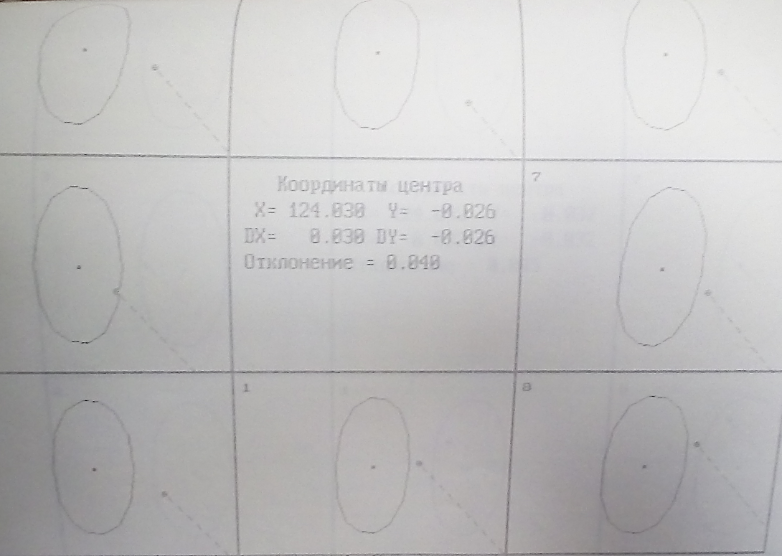 Координаты центра
X= 124.030 Y= -0.026
DX= 0.030 DY= -0.026
Отклонение = 0.040
7
1
8